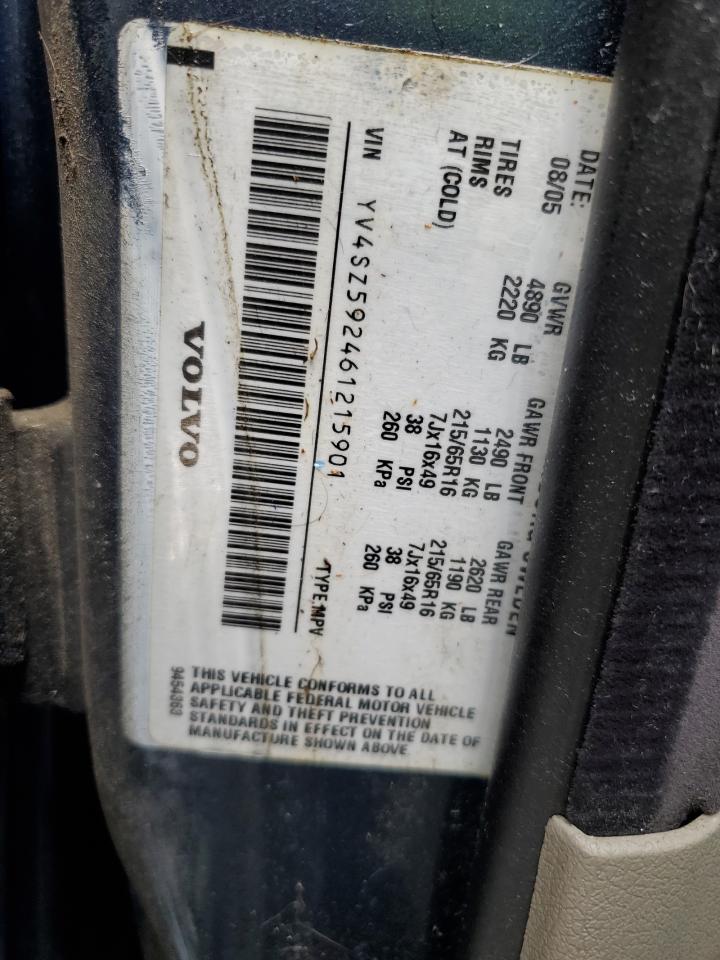 SWEDEN
DATE: GVWR GAWR FRONT GAWR REAR
08/05 4890 LB 2490 LB 2620 LB
2220 KG 1130 KG 1190 KG
TIRES 215/65R16 215/65R16
RIMS 7Jx16x49 7Jx16x49
AT (COLD) 38 PSI 38 PSI
260 KPa 260 KPa
VIN YV4SZ592461215901 TYPE:MPV
VOLVO
THIS VEHICLE CONFORMS TO ALL
APPLICABLE FEDERAL MOTOR VEHICLE
SAFETY AND THEFT PREVENTION
STANDARDS IN EFFECT ON THE DATE OF
MANUFACTURE SHOWN ABOVE
9454363